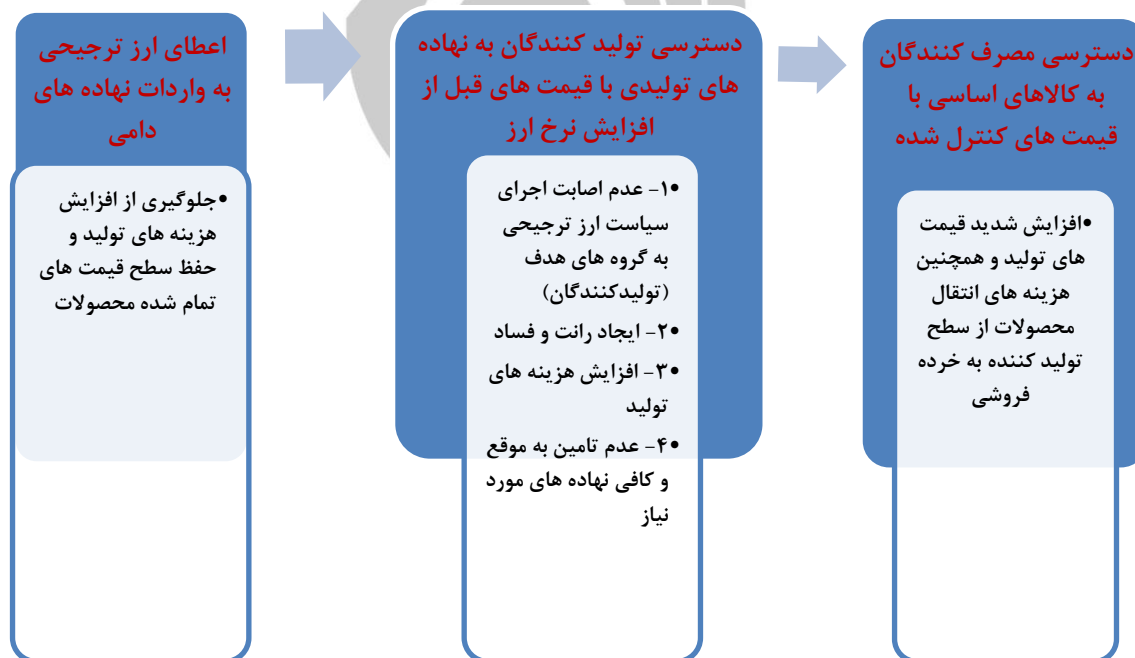 اعطای ارز ترجیحی
به واردات نهاده های
دامی
•جلوگیری از افزایش
هزینه های تولید و
حفظ سطح قیمت های
تمام شده محصولات
دسترسی تولید کنندگان به نهاده
های تولیدی با قیمت های قبل از
افزایش نرخ ارز
•۱- عدم اصابت اجرای
سیاست ارز ترجیحی
به گروه های هدف
(تولیدکنندگان)
•۲- ایجاد رانت و فساد
•۳- افزایش هزینه های
تولید
•۴- عدم تامین به موقع
و کافی نهاده های مورد
نیاز
دسترسی مصرف کنندگان
به کالاهای اساسی با
قیمت های کنترل شده
•افزایش شدید قیمت
های تولید و همچنین
هزینه های انتقال
محصولات از سطح
تولید کننده به خرده
فروشی